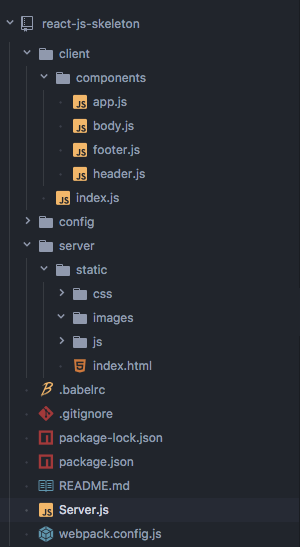 react-js-skeleton
client
components
JS app.js
JS body.js
JS footer.js
JS header.js
JS index.js
config
server
static
css
images
js
index.html
.babelrc
.gitignore
package-lock.json
package.json
README.md
JS Server.js
webpack.config.js